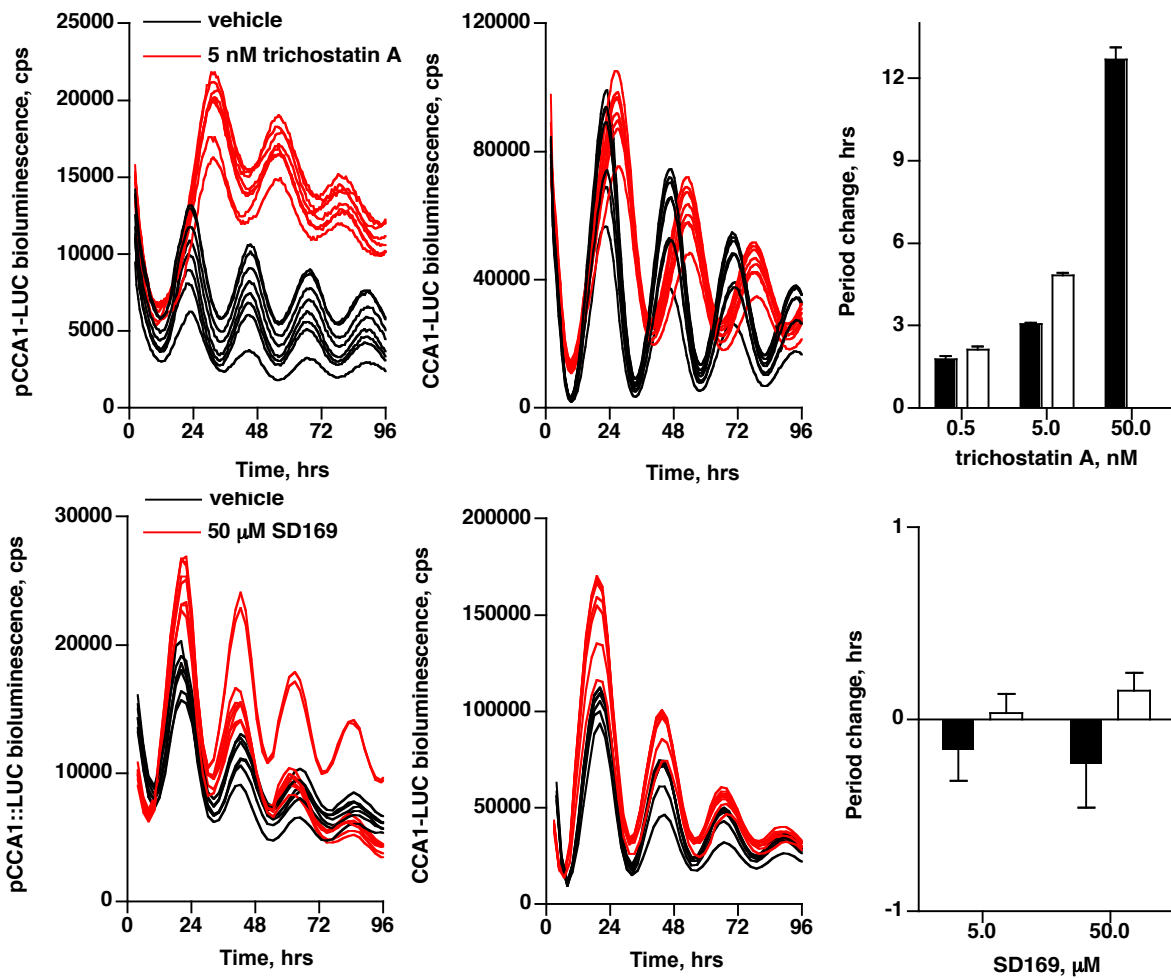 pCCA1-LUC bioluminescence, cps
25000
20000
15000
10000
5000
0
vehicle
5 nM trichostatin A
0 24 48 72 96
Time, hrs
CCA1-LUC bioluminescence, cps
120000
80000
40000
0
0 24 48 72 96
Time, hrs
Period change, hrs
12
9
6
3
0
0.5 5.0 50.0
trichostatin A, nM
pCCA1::LUC bioluminescence, cps
30000
20000
10000
0
vehicle
50 µM SD169
0 24 48 72 96
Time, hrs
CCA1-LUC bioluminescence, cps
200000
150000
100000
50000
0
0 24 48 72 96
Time, hrs
Period change, hrs
1
0
-1
5.0 50.0
SD169, µM